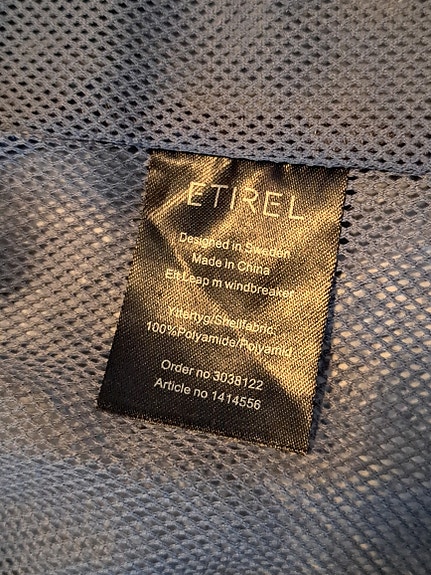 ETIREL
Designed in Sweden
Made in China
Ett Leap m windbreaker
Yttertyg/Shellfabric:
100%Polyamide/Polyamid
Order no 3038122
Article no 1414556